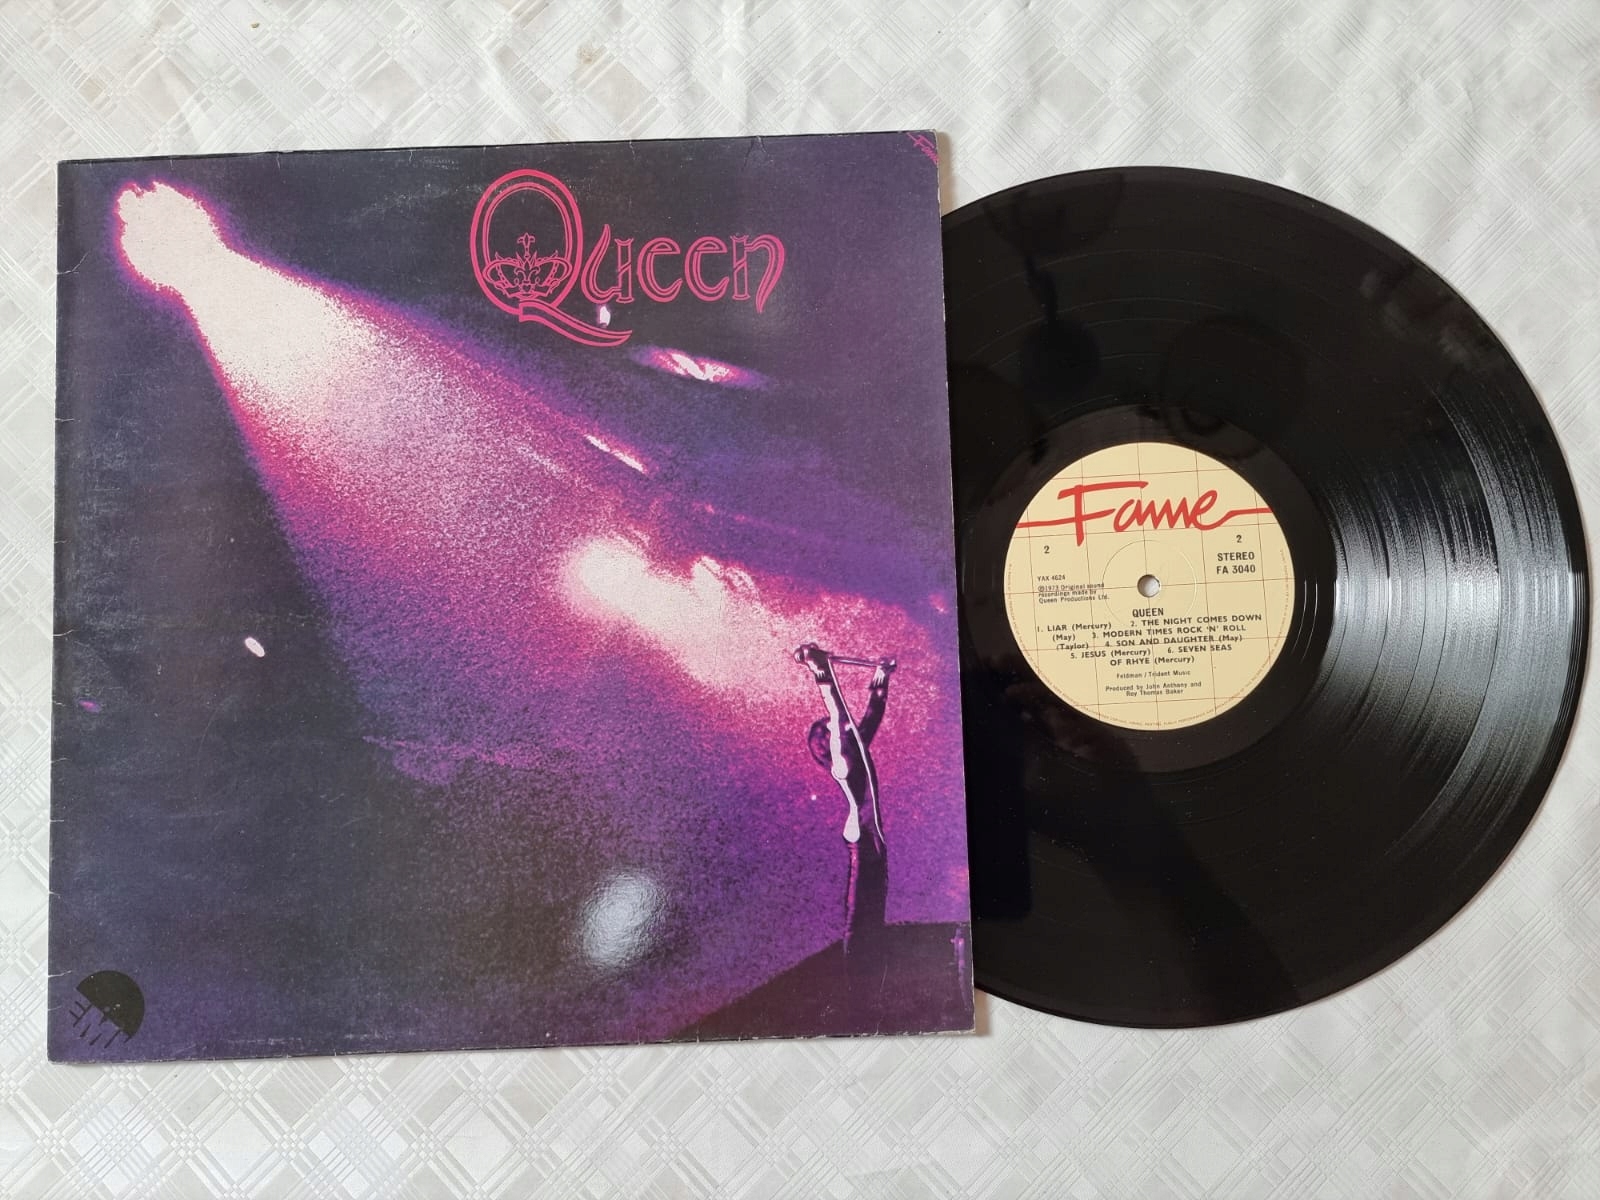 Fame
Queen
EMI
Fame
2
2
STEREO
FA 3040
YAX 4624
℗1973 Original sound
recordings made by
Queen Productions Ltd.
QUEEN
1. LIAR (Mercury) 2. THE NIGHT COMES DOWN
(May) 3. MODERN TIMES ROCK 'N' ROLL
(Taylor) 4. SON AND DAUGHTER (May)
5. JESUS (Mercury) 6. SEVEN SEAS
OF RHYE (Mercury)
Feldman / Trident Music
Produced by John Anthony and
Roy Thomas Baker